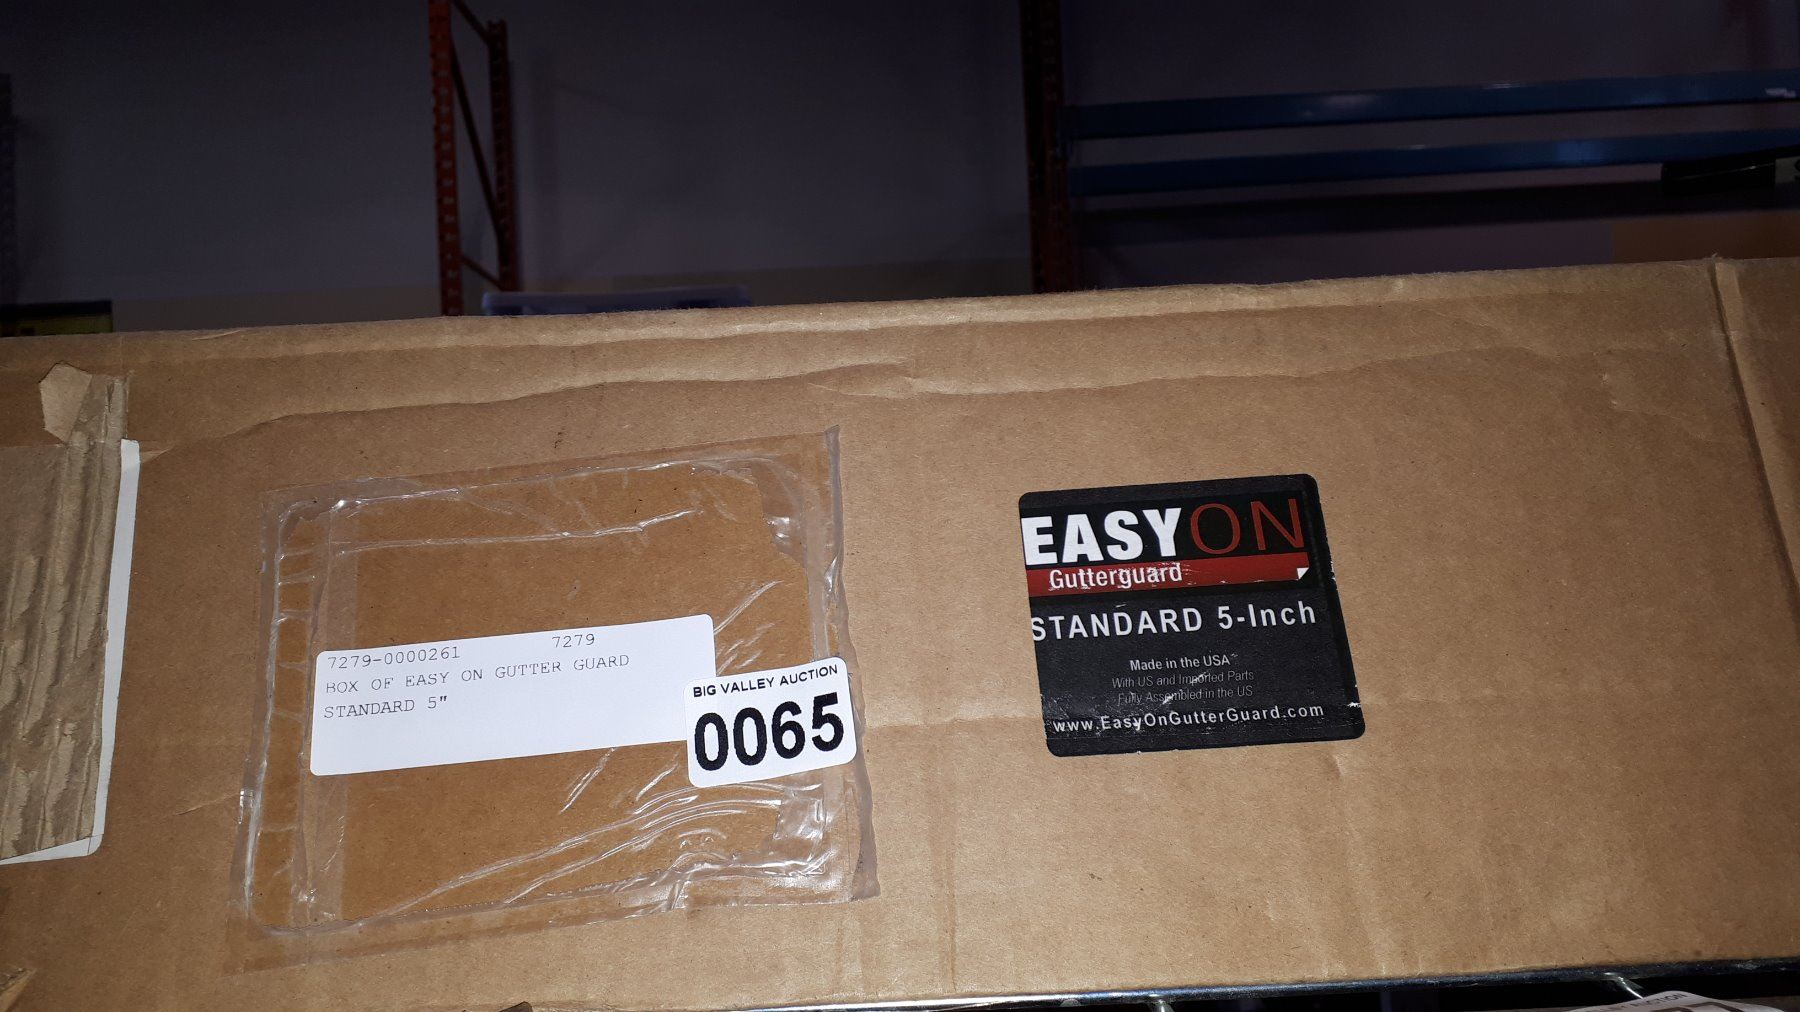 7279-0000261 7279
BOX OF EASY ON GUTTER GUARD
STANDARD 5"
BIG VALLEY AUCTION
0065
EASYON
Gutterguard
STANDARD 5-Inch
Made in the USA
With US and Imported Parts
Fully Assembled in the US
www.EasyOnGutterGuard.com
AUCTION